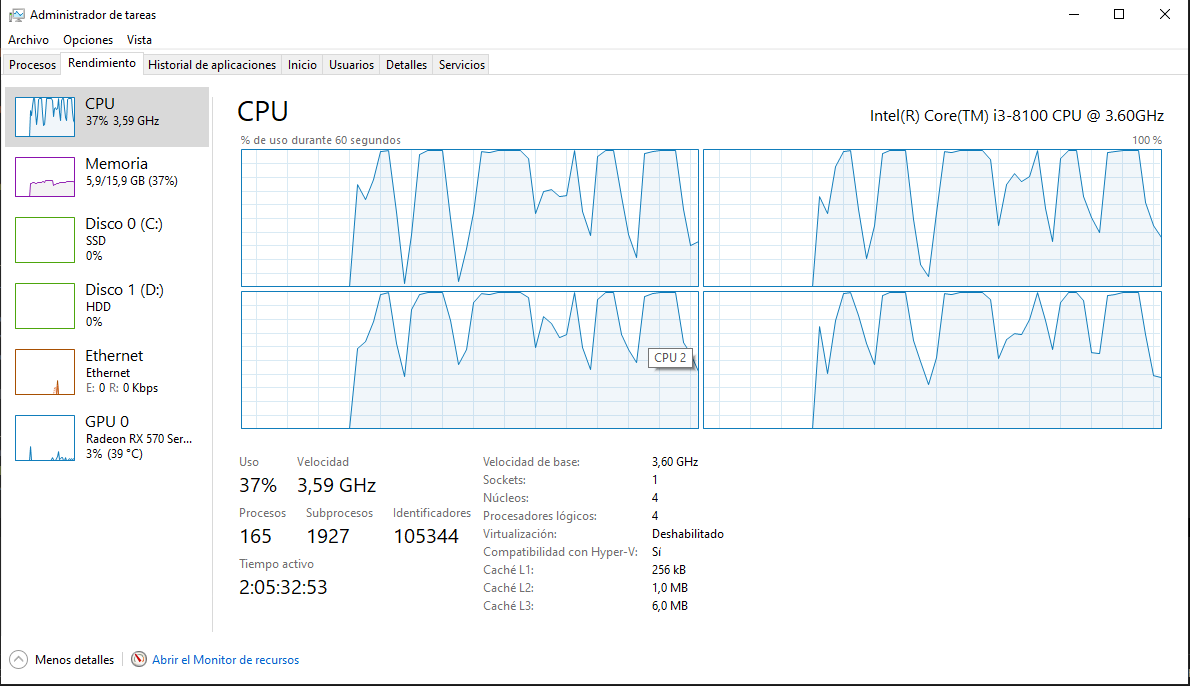 Administrador de tareas
Archivo Opciones Vista
Procesos Rendimiento Historial de aplicaciones Inicio Usuarios Detalles Servicios
CPU
37% 3,59 GHz
Memoria
5,9/15,9 GB (37%)
Disco 0 (C:)
SSD
0%
Disco 1 (D:)
HDD
0%
Ethernet
Ethernet
E: 0 R: 0 Kbps
GPU 0
Radeon RX 570 Ser...
3% (39 °C)
CPU
Intel(R) Core(TM) i3-8100 CPU @ 3.60GHz
% de uso durante 60 segundos 100 %
CPU 2
Uso Velocidad
37% 3,59 GHz
Procesos Subprocesos Identificadores
165 1927 105344
Tiempo activo
2:05:32:53
Velocidad de base: 3,60 GHz
Sockets: 1
Núcleos: 4
Procesadores lógicos: 4
Virtualización: Deshabilitado
Compatibilidad con Hyper-V: Sí
Caché L1: 256 kB
Caché L2: 1,0 MB
Caché L3: 6,0 MB
Menos detalles Abrir el Monitor de recursos